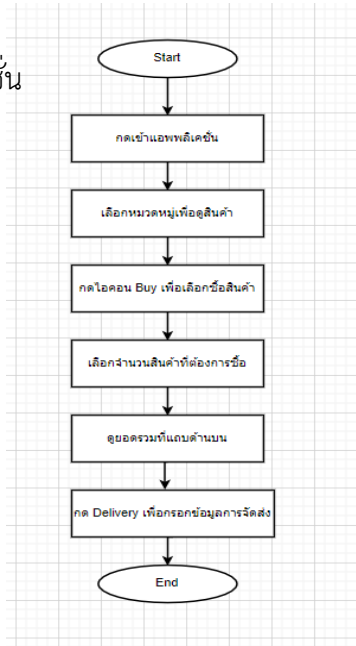 Start
กดเข้าแอพพลิเคชั่น
เลือกหมวดหมู่เพื่อดูสินค้า
กดไอคอน Buy เพื่อเลือกซื้อสินค้า
เลือกจำนวนสินค้าที่ต้องการซื้อ
ดูยอดรวมที่แถบด้านบน
กด Delivery เพื่อกรอกข้อมูลการจัดส่ง
End